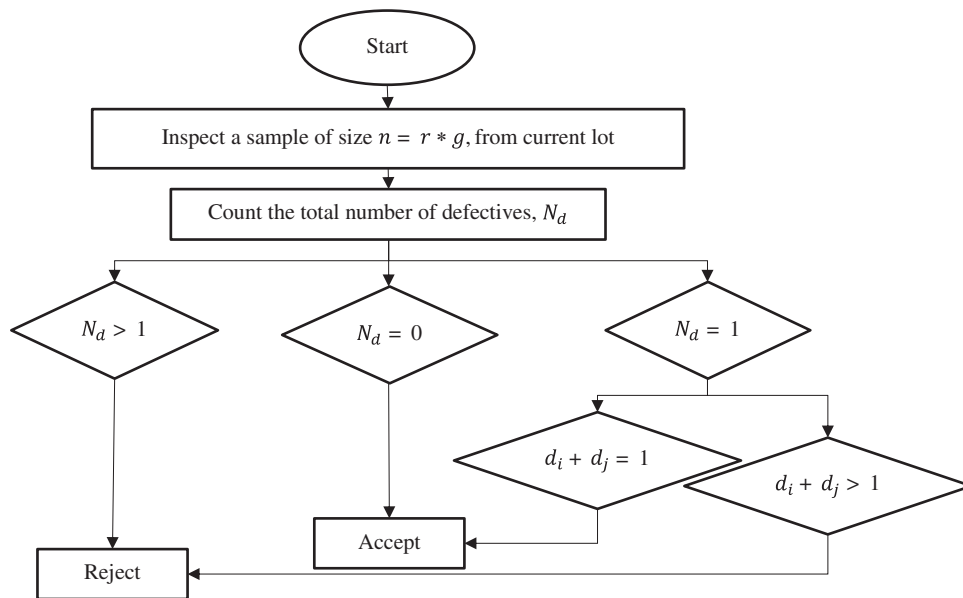 Start
Inspect a sample of size n = r * g, from current lot
Count the total number of defectives, N_d
N_d > 1
N_d = 0
N_d = 1
d_i + d_j = 1
d_i + d_j > 1
Accept
Reject